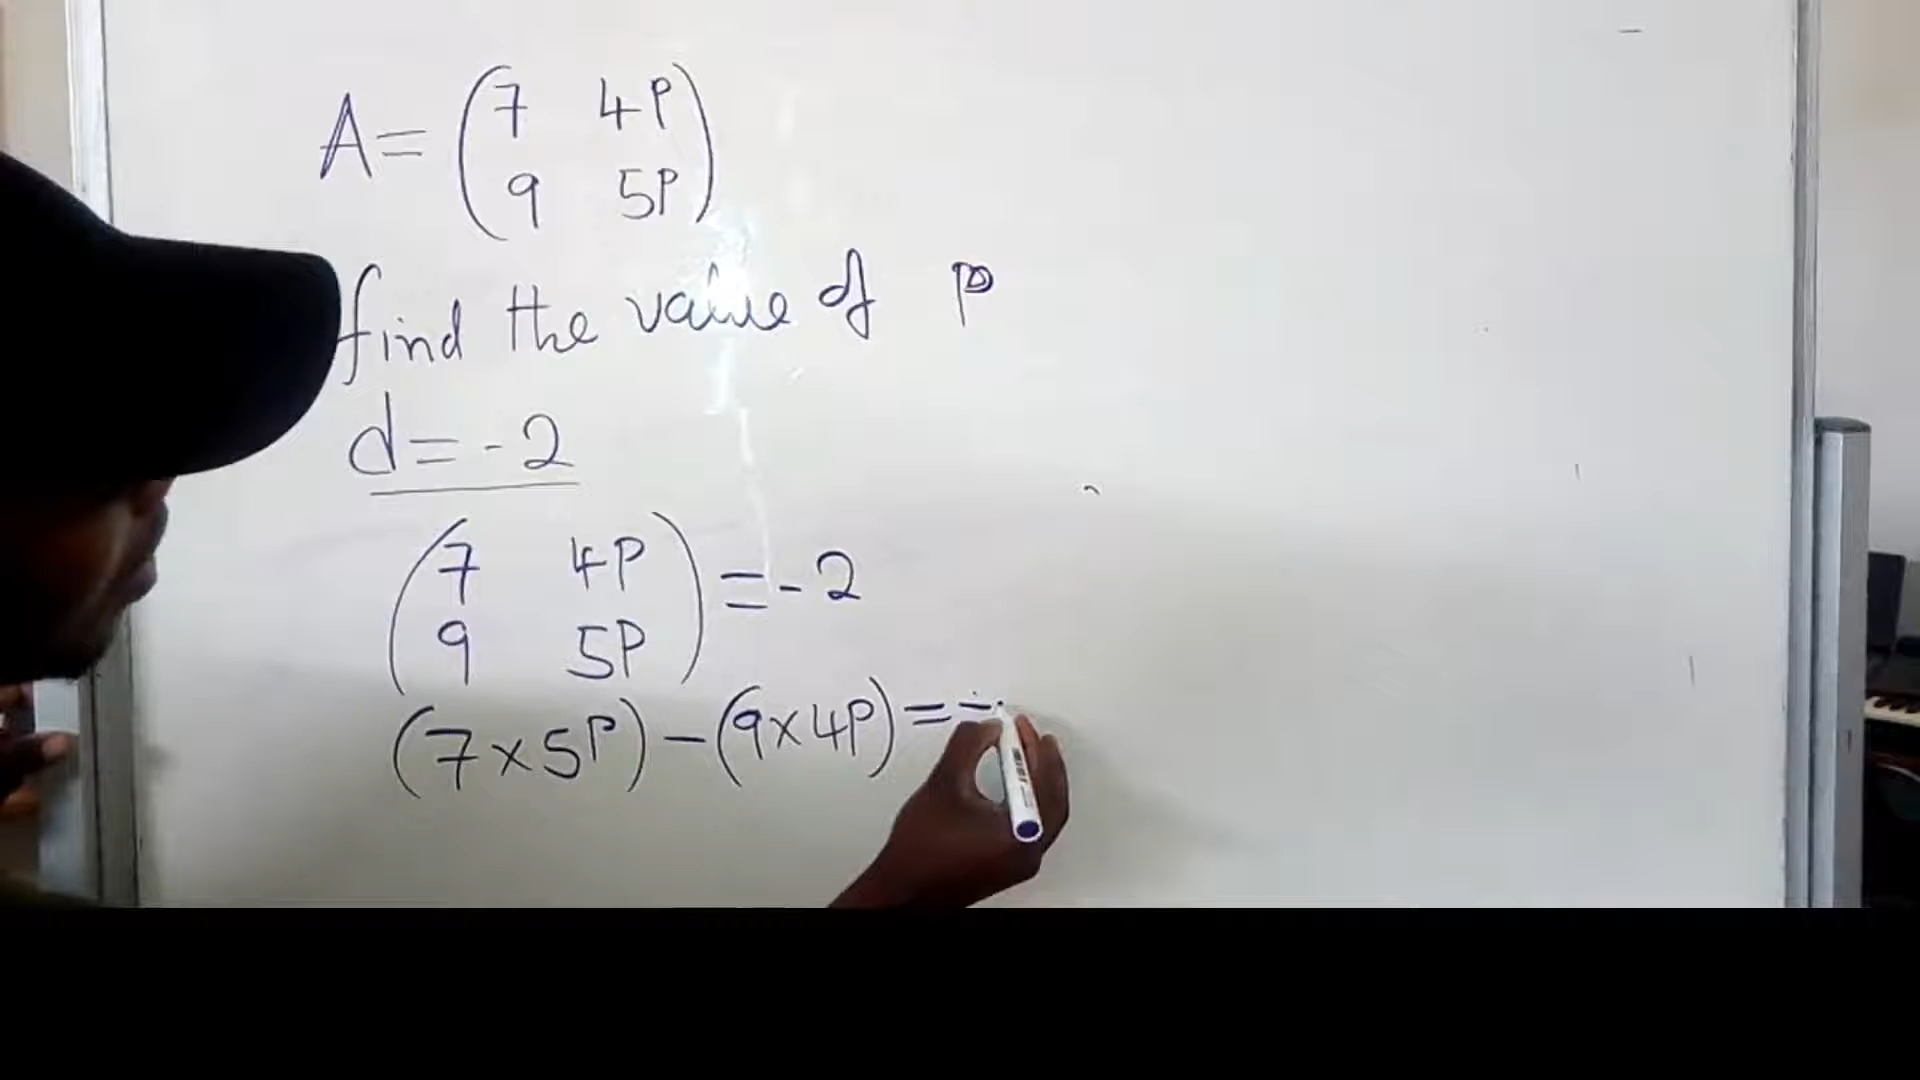 A = (7 4P
9 5P)
find the value of p
d = -2
(7 4P
9 5P) = -2
(7 x 5P) - (9 x 4P) = -